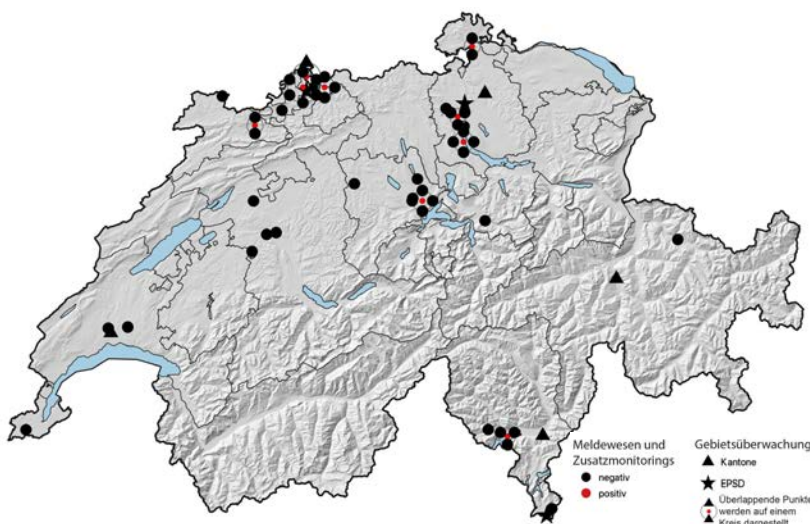 Meldewesen und
Zusatzmonitorings
negativ
positiv
Gebietsüberwachung
Kantone
EPSD
Überlappende Punkte
werden auf einem
Kreis dargestellt